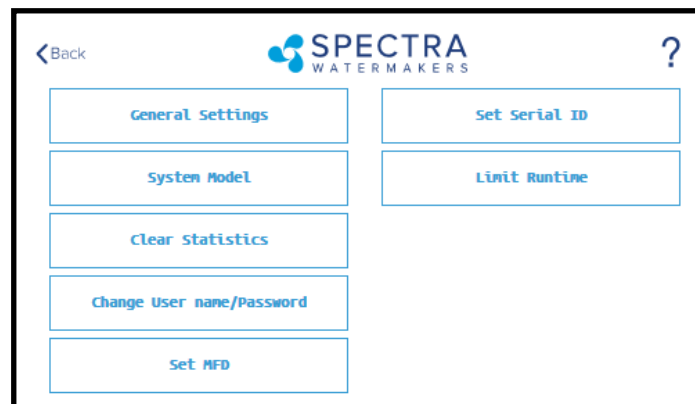 Back
SPECTRA
WATERMAKERS
?
General Settings
Set Serial ID
System Model
Limit Runtime
Clear Statistics
Change User name/Password
Set MFD